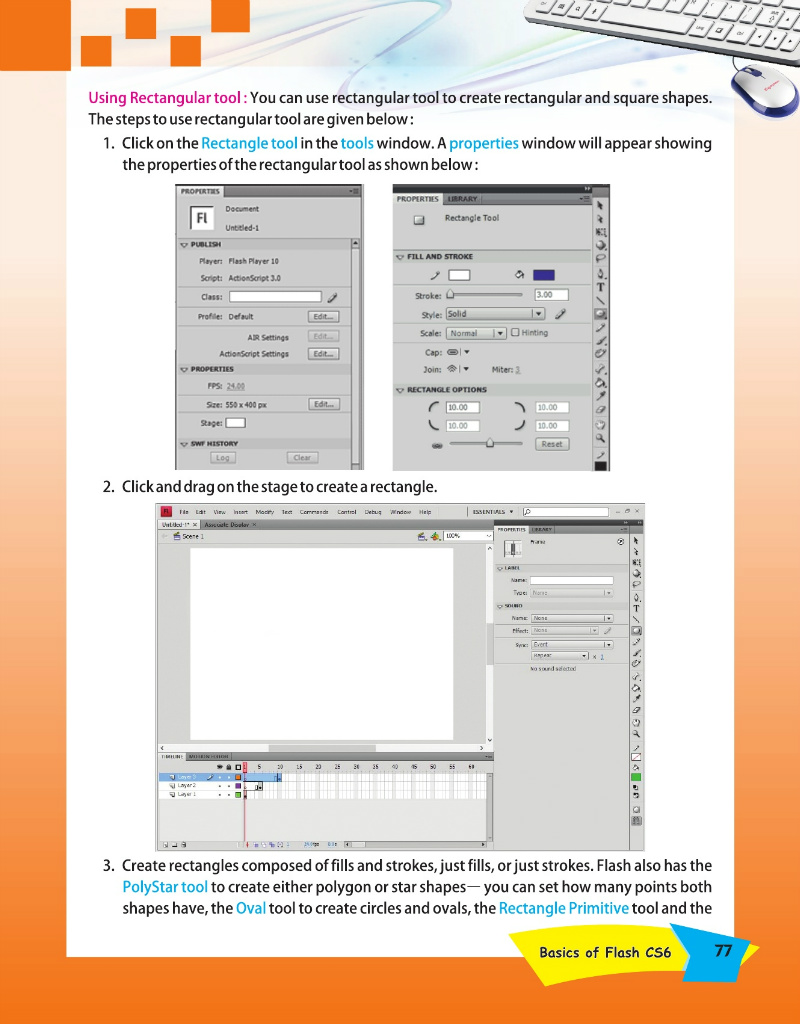 Using Rectangular tool : You can use rectangular tool to create rectangular and square shapes.
The steps to use rectangular tool are given below :
1. Click on the Rectangle tool in the tools window. A properties window will appear showing
the properties of the rectangular tool as shown below :
PROPERTIES
Fl
Document
Untitled-1
PUBLISH
Player: Flash Player 10
Script: ActionScript 3.0
Class:
Profile: Default Edit...
AIR Settings Edit...
ActionScript Settings Edit...
PROPERTIES
FPS: 24.00
Size: 550 x 400 px Edit...
Stage:
SWF HISTORY
Log Clear
PROPERTIES LIBRARY
Rectangle Tool
FILL AND STROKE
Stroke: 3.00
Style: Solid
Scale: Normal Hinting
Cap:
Join: Miter: 3
RECTANGLE OPTIONS
10.00 10.00
10.00 10.00
Reset
2. Click and drag on the stage to create a rectangle.
File Edit View Insert Modify Text Commands Control Debug Window Help ESSENTIALS
Untitled-1* Associate Display
Scene 1 100%
PROPERTIES LIBRARY
Frame
LABEL
Name:
Type: Name
SOUND
Name: None
Effect: None
Sync: Event
Repeat x 1
No sound selected
TIMELINE MOTION EDITOR
1 5 10 15 20 25 30 35 40 45 50 55 60
Layer 3
Layer 2
Layer 1
3. Create rectangles composed of fills and strokes, just fills, or just strokes. Flash also has the
PolyStar tool to create either polygon or star shapes— you can set how many points both
shapes have, the Oval tool to create circles and ovals, the Rectangle Primitive tool and the
Basics of Flash CS6 77